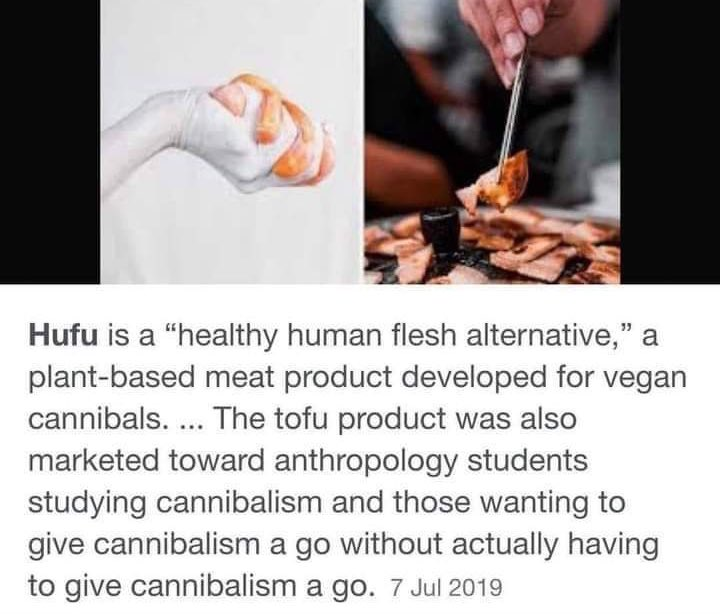 Hufu is a “healthy human flesh alternative,” a
plant-based meat product developed for vegan
cannibals. ... The tofu product was also
marketed toward anthropology students
studying cannibalism and those wanting to
give cannibalism a go without actually having
to give cannibalism a go. 7 Jul 2019